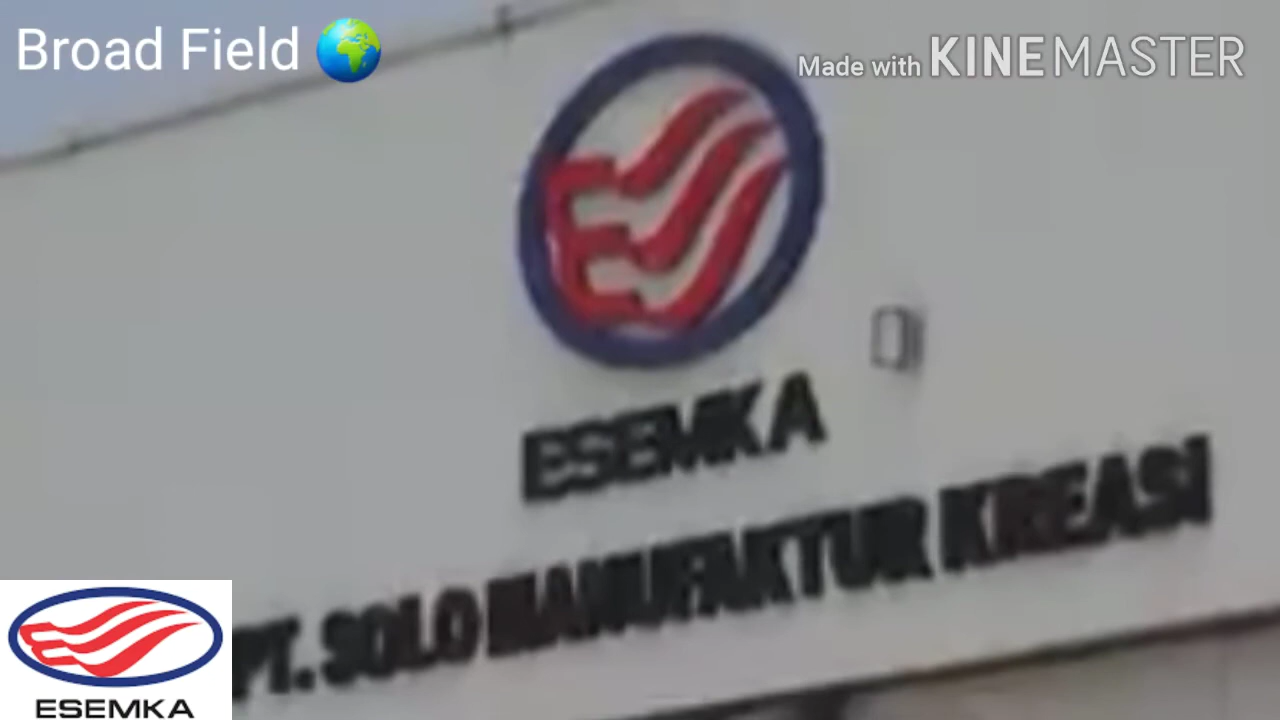 Broad Field
Made with KINEMASTER
ESEMKA
PT. SOLO MANUFAKTUR KREASI
ESEMKA